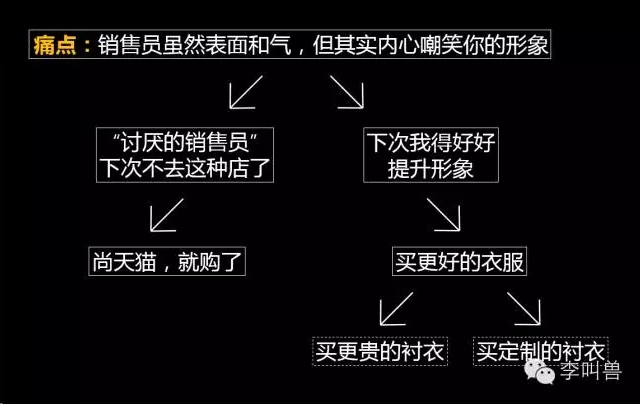 痛点：销售员虽然表面和气，但其实内心嘲笑你的形象
“讨厌的销售员”
下次不去这种店了
下次我得好好
提升形象
尚天猫，就购了
买更好的衣服
买更贵的衬衣
买定制的衬衣
李叫兽